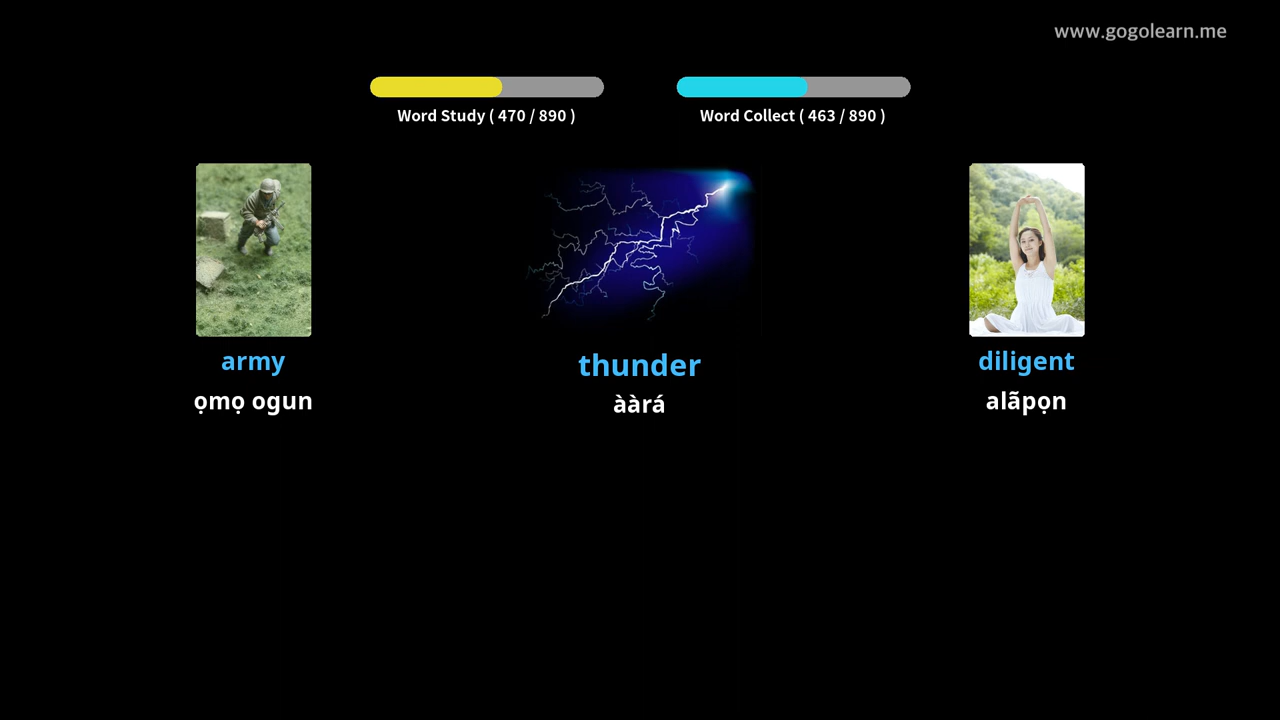 www.gogolearn.me
Word Study ( 470 / 890 )
Word Collect ( 463 / 890 )
army
ọmọ ogun
thunder
ààrá
diligent
alãpọn